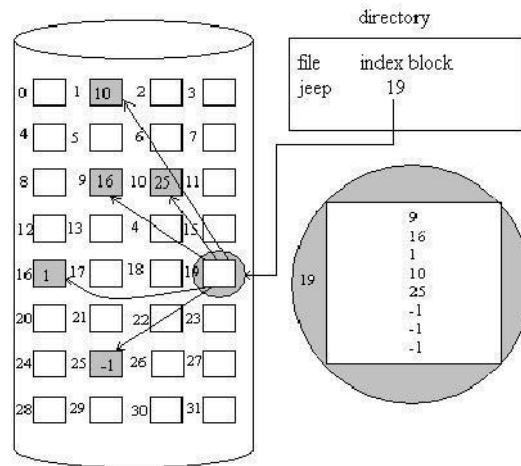 directory
file index block
jeep 19
0 1 10 2 3
4 5 6 7
8 9 16 10 25 11
12 13 4 15
16 1 17 18 19
20 21 22 23
24 25 -1 26 27
28 29 30 31
19
9
16
1
10
25
-1
-1
-1